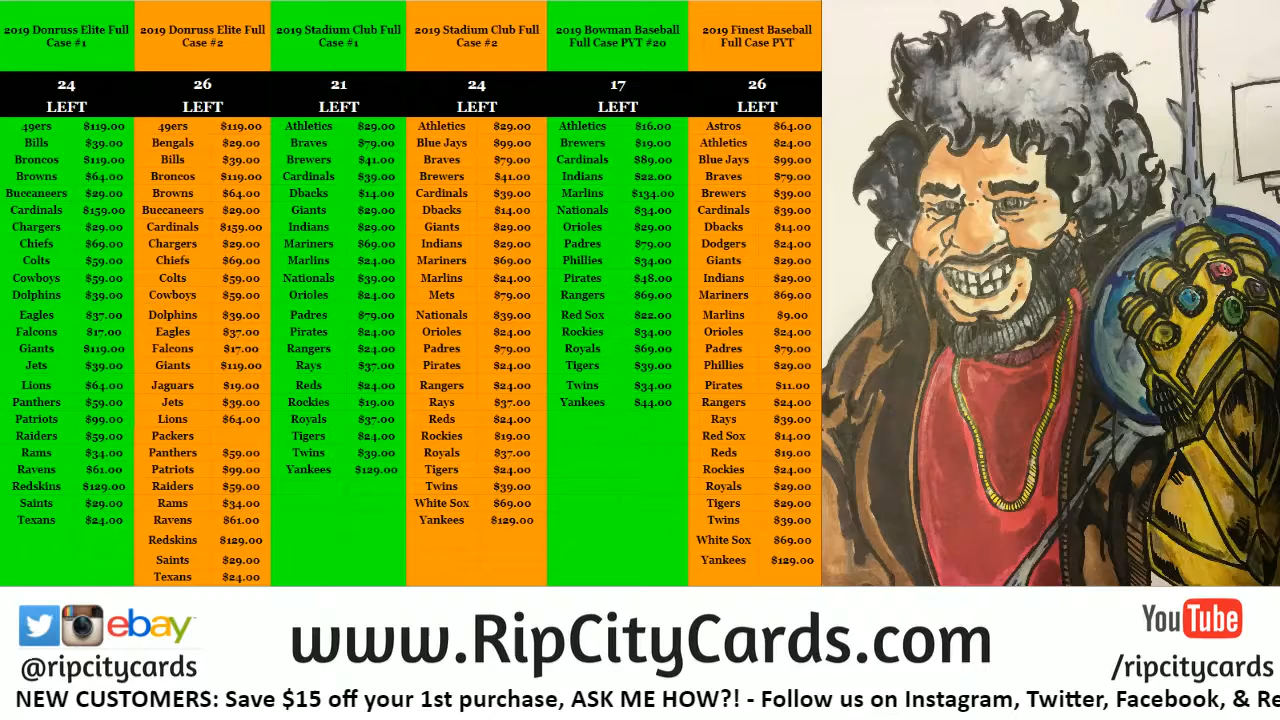 2019 Donruss Elite Full
Case #1
24
LEFT
49ers $119.00
Bills $39.00
Broncos $119.00
Browns $64.00
Buccaneers $29.00
Cardinals $159.00
Chargers $29.00
Chiefs $69.00
Colts $59.00
Cowboys $59.00
Dolphins $39.00
Eagles $37.00
Falcons $17.00
Giants $119.00
Jets $39.00
Lions $64.00
Panthers $59.00
Patriots $99.00
Raiders $59.00
Rams $34.00
Ravens $61.00
Redskins $129.00
Saints $29.00
Texans $24.00
2019 Donruss Elite Full
Case #2
26
LEFT
49ers $119.00
Bengals $29.00
Bills $39.00
Broncos $119.00
Browns $64.00
Buccaneers $29.00
Cardinals $159.00
Chargers $29.00
Chiefs $69.00
Colts $59.00
Cowboys $59.00
Dolphins $39.00
Eagles $37.00
Falcons $17.00
Giants $119.00
Jaguars $19.00
Jets $39.00
Lions $64.00
Packers
Panthers $59.00
Patriots $99.00
Raiders $59.00
Rams $34.00
Ravens $61.00
Redskins $129.00
Saints $29.00
Texans $24.00
2019 Stadium Club Full
Case #1
21
LEFT
Athletics $29.00
Braves $79.00
Brewers $41.00
Cardinals $39.00
Dbacks $14.00
Giants $29.00
Indians $29.00
Mariners $69.00
Marlins $24.00
Nationals $39.00
Orioles $24.00
Padres $79.00
Pirates $24.00
Rangers $24.00
Rays $37.00
Reds $24.00
Rockies $19.00
Royals $37.00
Tigers $24.00
Twins $39.00
Yankees $129.00
2019 Stadium Club Full
Case #2
24
LEFT
Athletics $29.00
Blue Jays $99.00
Braves $79.00
Brewers $41.00
Cardinals $39.00
Dbacks $14.00
Giants $29.00
Indians $29.00
Mariners $69.00
Marlins $24.00
Mets $79.00
Nationals $39.00
Orioles $24.00
Padres $79.00
Pirates $24.00
Rangers $24.00
Rays $37.00
Reds $24.00
Rockies $19.00
Royals $37.00
Tigers $24.00
Twins $39.00
White Sox $69.00
Yankees $129.00
2019 Bowman Baseball
Full Case PYT #20
17
LEFT
Athletics $16.00
Brewers $19.00
Cardinals $89.00
Indians $22.00
Marlins $134.00
Nationals $34.00
Orioles $29.00
Padres $79.00
Phillies $34.00
Pirates $48.00
Rangers $69.00
Red Sox $22.00
Rockies $34.00
Royals $69.00
Tigers $39.00
Twins $34.00
Yankees $44.00
2019 Finest Baseball
Full Case PYT
26
LEFT
Astros $64.00
Athletics $24.00
Blue Jays $99.00
Braves $79.00
Brewers $39.00
Cardinals $39.00
Dbacks $14.00
Dodgers $24.00
Giants $29.00
Indians $29.00
Mariners $69.00
Marlins $9.00
Orioles $24.00
Padres $79.00
Phillies $29.00
Pirates $11.00
Rangers $24.00
Rays $39.00
Red Sox $14.00
Reds $19.00
Rockies $24.00
Royals $29.00
Tigers $29.00
Twins $39.00
White Sox $69.00
Yankees $129.00
ebay
@ripcitycards
www.RipCityCards.com
YouTube
/ripcitycards
NEW CUSTOMERS: Save $15 off your 1st purchase, ASK ME HOW?! - Follow us on Instagram, Twitter, Facebook, & Re